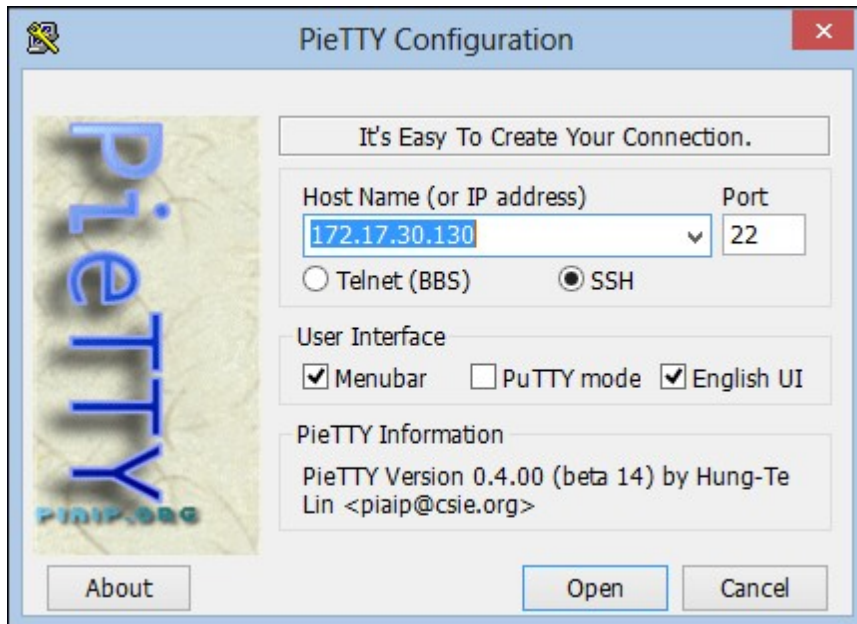 PieTTY Configuration
PieTTY
PIAIP.ORG
It's Easy To Create Your Connection.
Host Name (or IP address) Port
172.17.30.130 22
Telnet (BBS) SSH
User Interface
Menubar PuTTY mode English UI
PieTTY Information
PieTTY Version 0.4.00 (beta 14) by Hung-Te
Lin <piaip@csie.org>
About Open Cancel